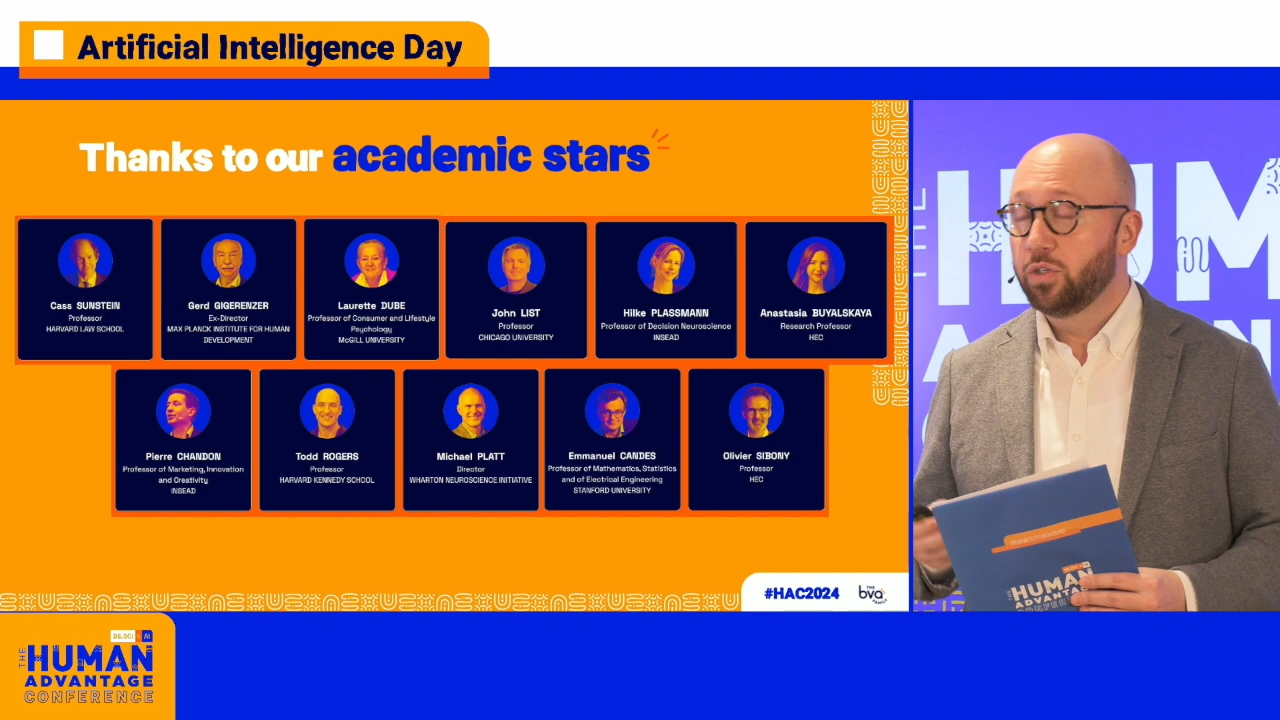 Artificial Intelligence Day
Thanks to our academic stars
Cass SUNSTEIN
Professor
HARVARD LAW SCHOOL
Gerd GIGERENZER
Ex-Director
MAX PLANCK INSTITUTE FOR HUMAN
DEVELOPMENT
Laurette DUBE
Professor of Consumer and Lifestyle
Psychology
McGILL UNIVERSITY
John LIST
Professor
CHICAGO UNIVERSITY
Hilke PLASSMANN
Professor of Decision Neuroscience
INSEAD
Anastasia BUYALSKAYA
Research Professor
HEC
Pierre CHANDON
Professor of Marketing, Innovation
and Creativity
INSEAD
Todd ROGERS
Professor
HARVARD KENNEDY SCHOOL
Michael PLATT
Director
WHARTON NEUROSCIENCE INITIATIVE
Emmanuel CANDES
Professor of Mathematics, Statistics
and of Electrical Engineering
STANFORD UNIVERSITY
Olivier SIBONY
Professor
HEC
#HAC2024
THE
bva
FAMILY
HUM
THE
HUMAN
ADVANTAGE
BE.SCI AI
THE
HUMAN
ADVANTAGE
CONFERENCE